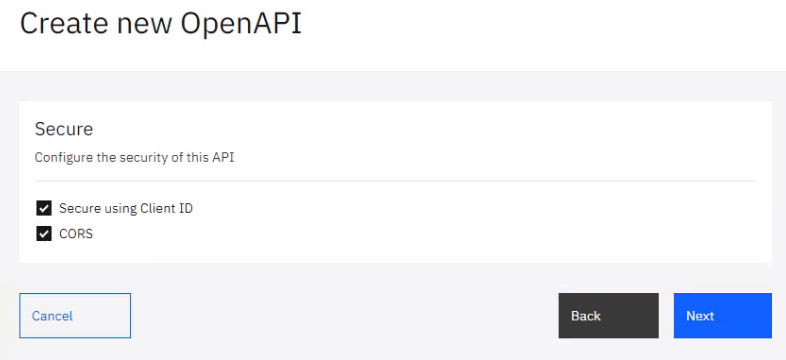 Create new OpenAPI
Secure
Configure the security of this API
Secure using Client ID
CORS
Cancel
Back
Next